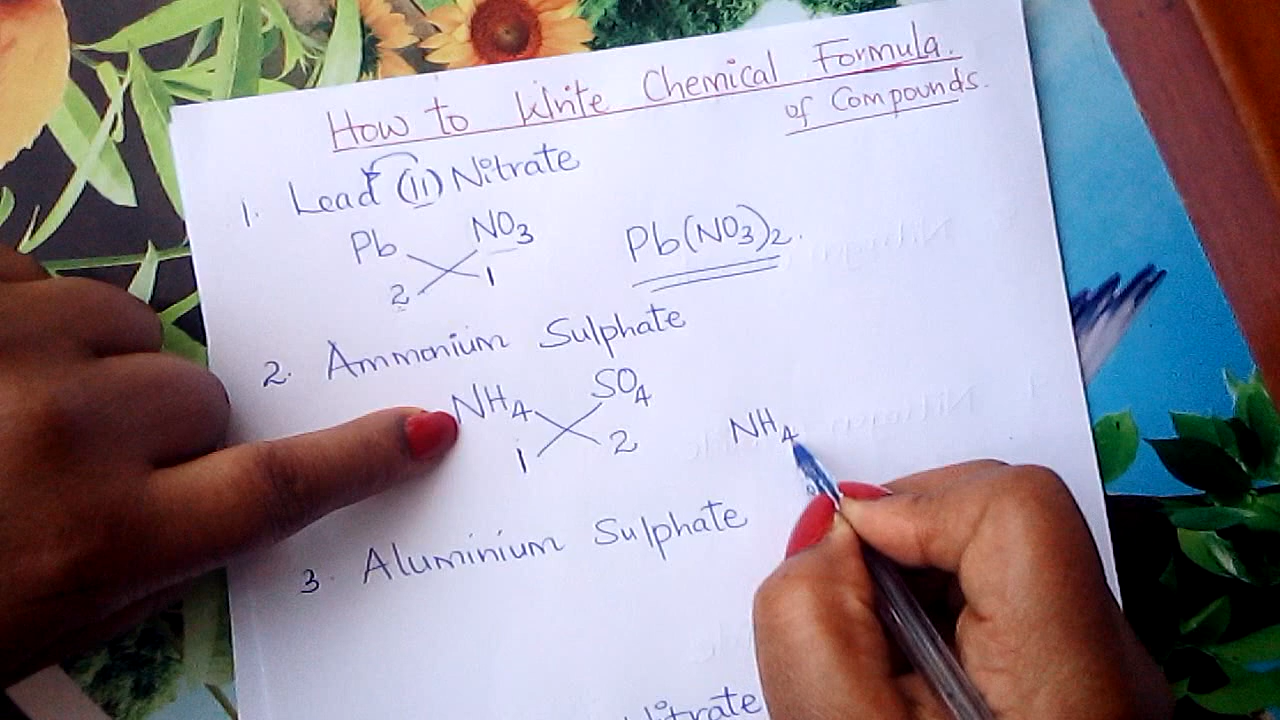 How to Write Chemical Formula
of Compounds.
1. Lead (II) Nitrate
Pb NO3
2 1
Pb(NO3)2.
2. Ammonium Sulphate
NH4 SO4
1 2
NH4
3. Aluminium Sulphate